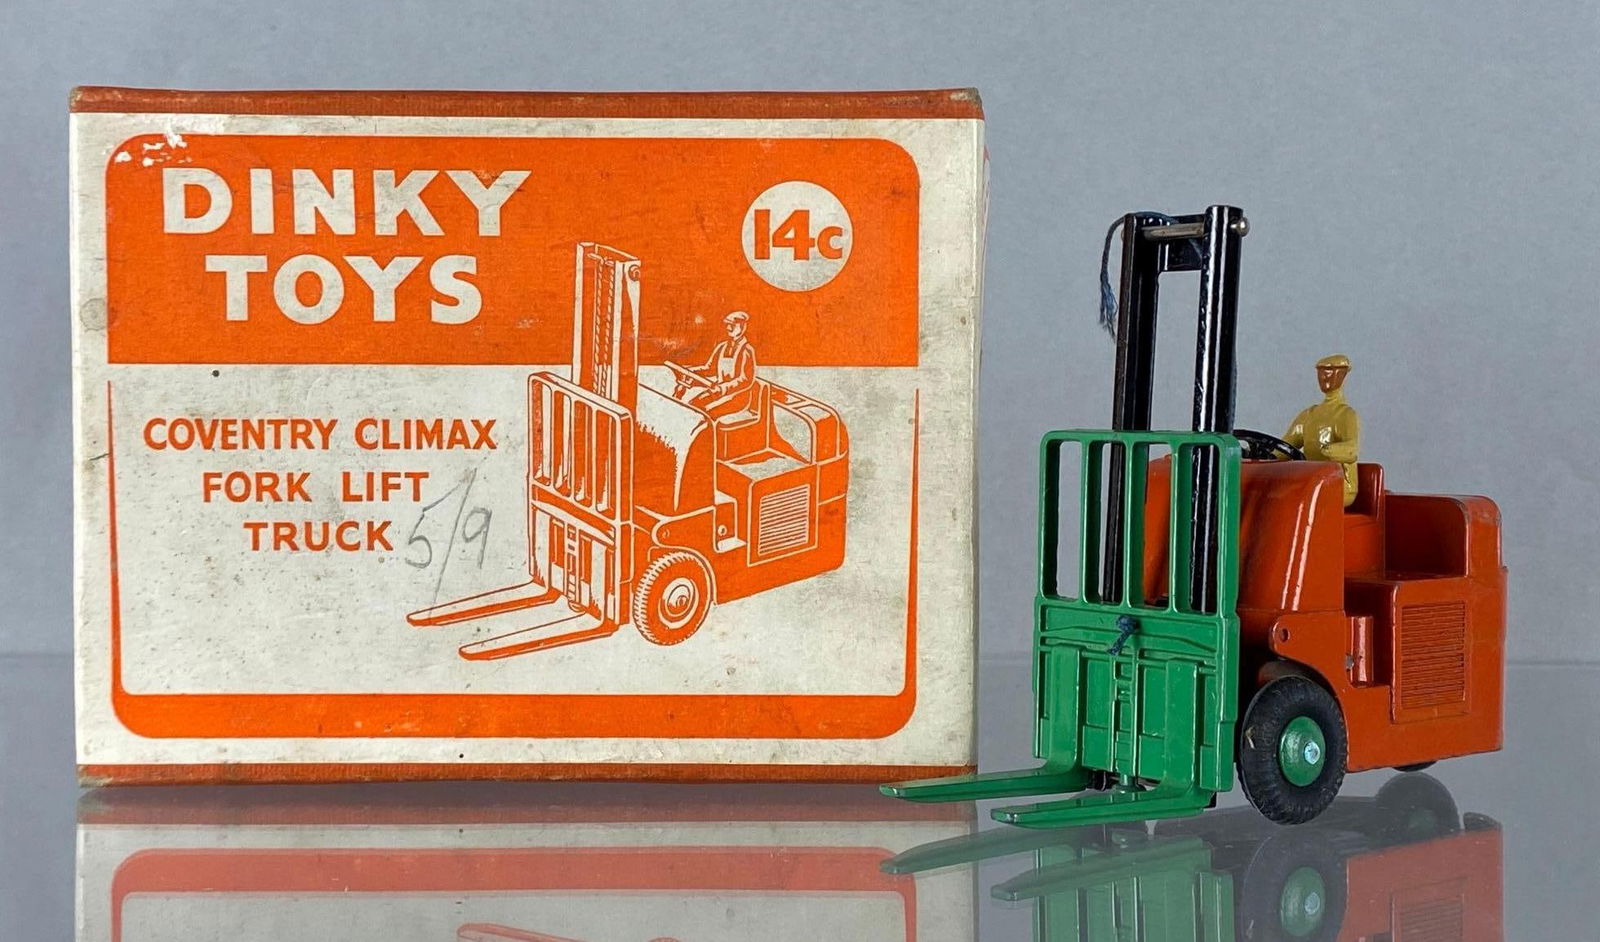 DINKY
TOYS
14c
COVENTRY CLIMAX
FORK LIFT
TRUCK
5/9